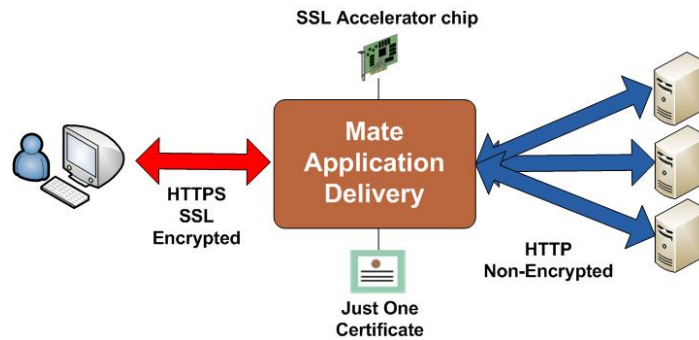 SSL Accelerator chip
Mate
Application
Delivery
HTTPS
SSL
Encrypted
HTTP
Non-Encrypted
Just One
Certificate